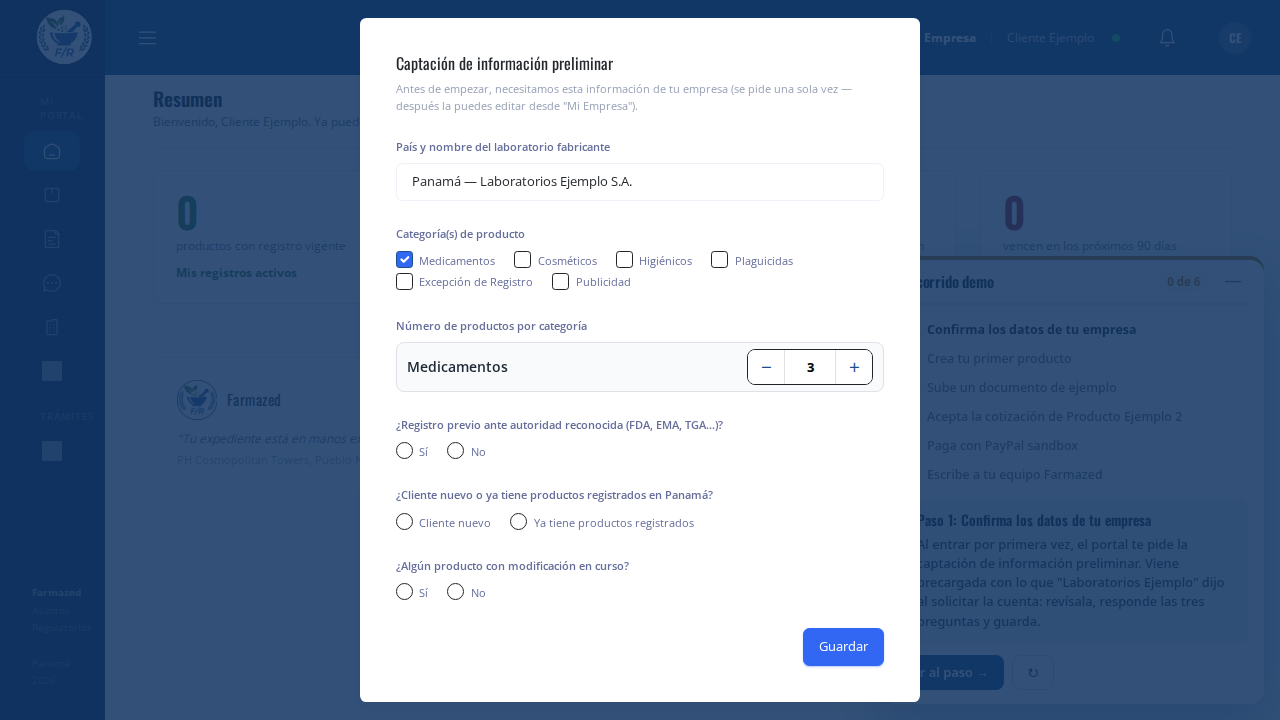 F/R
MI
PORTAL
TRÁMITES
Farmazed
Asuntos
Regulatorios
Panamá
2026
Empresa
Cliente Ejemplo
CE
Resumen
Bienvenido, Cliente Ejemplo. Ya
0
productos con registro vigente
Mis registros activos
0
vencen en los próximos 90 días
F/R
Farmazed
"Tu expediente está en manos
PH Cosmopolitan Towers, Pueblo
Captación de información preliminar
Antes de empezar, necesitamos esta información de tu empresa (se pide una sola vez —
después la puedes editar desde "Mi Empresa").
País y nombre del laboratorio fabricante
Panamá — Laboratorios Ejemplo S.A.
Categoría(s) de producto
Medicamentos
Cosméticos
Higiénicos
Plaguicidas
Excepción de Registro
Publicidad
Número de productos por categoría
Medicamentos
− 3 +
¿Registro previo ante autoridad reconocida (FDA, EMA, TGA...)?
Sí
No
¿Cliente nuevo o ya tiene productos registrados en Panamá?
Cliente nuevo
Ya tiene productos registrados
¿Algún producto con modificación en curso?
Sí
No
Guardar
corrido demo
0 de 6
Confirma los datos de tu empresa
Crea tu primer producto
Sube un documento de ejemplo
Acepta la cotización de Producto Ejemplo 2
Paga con PayPal sandbox
Escribe a tu equipo Farmazed
Paso 1: Confirma los datos de tu empresa
Al entrar por primera vez, el portal te pide la
captación de información preliminar. Viene
precargada con lo que "Laboratorios Ejemplo" dijo
al solicitar la cuenta: revísala, responde las tres
preguntas y guarda.
al paso →
↻